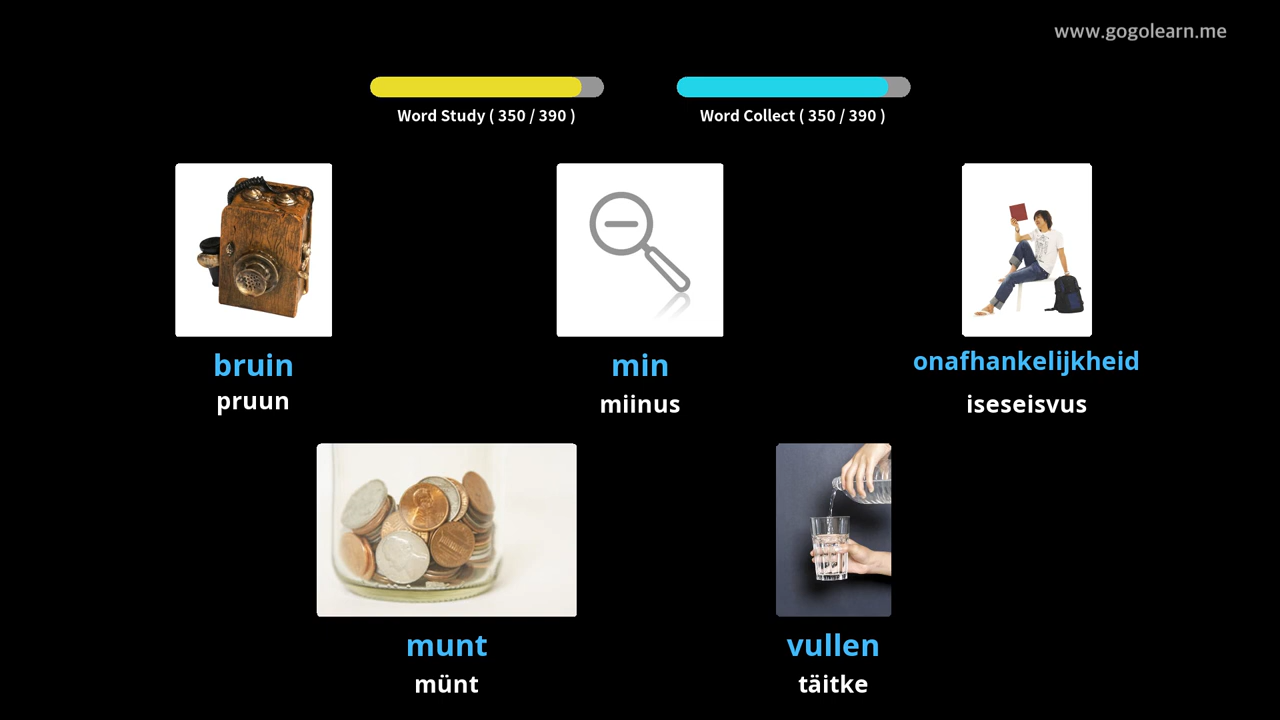 www.gogolearn.me
Word Study ( 350 / 390 )
Word Collect ( 350 / 390 )
bruin
pruun
min
miinus
onafhankelijkheid
iseseisvus
munt
münt
vullen
täitke